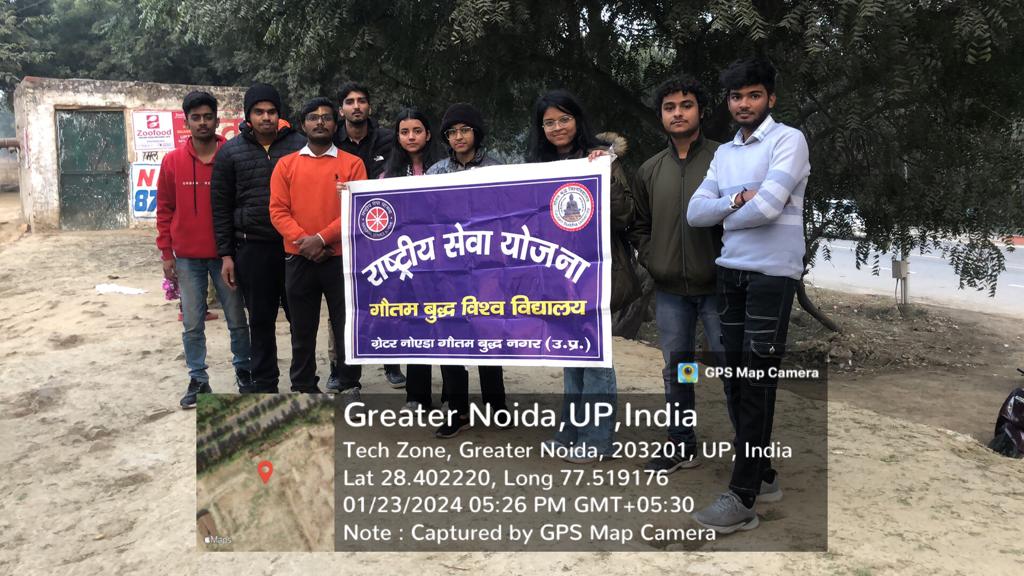 Zoofood
राष्ट्रीय सेवा योजना
गौतम बुद्ध विश्व विद्यालय
ग्रेटर नोएडा गौतम बुद्ध नगर (उ.प्र.)
GPS Map Camera
Greater Noida,UP,India
Tech Zone, Greater Noida, 203201, UP, India
Lat 28.402220, Long 77.519176
01/23/2024 05:26 PM GMT+05:30
Note : Captured by GPS Map Camera
Maps